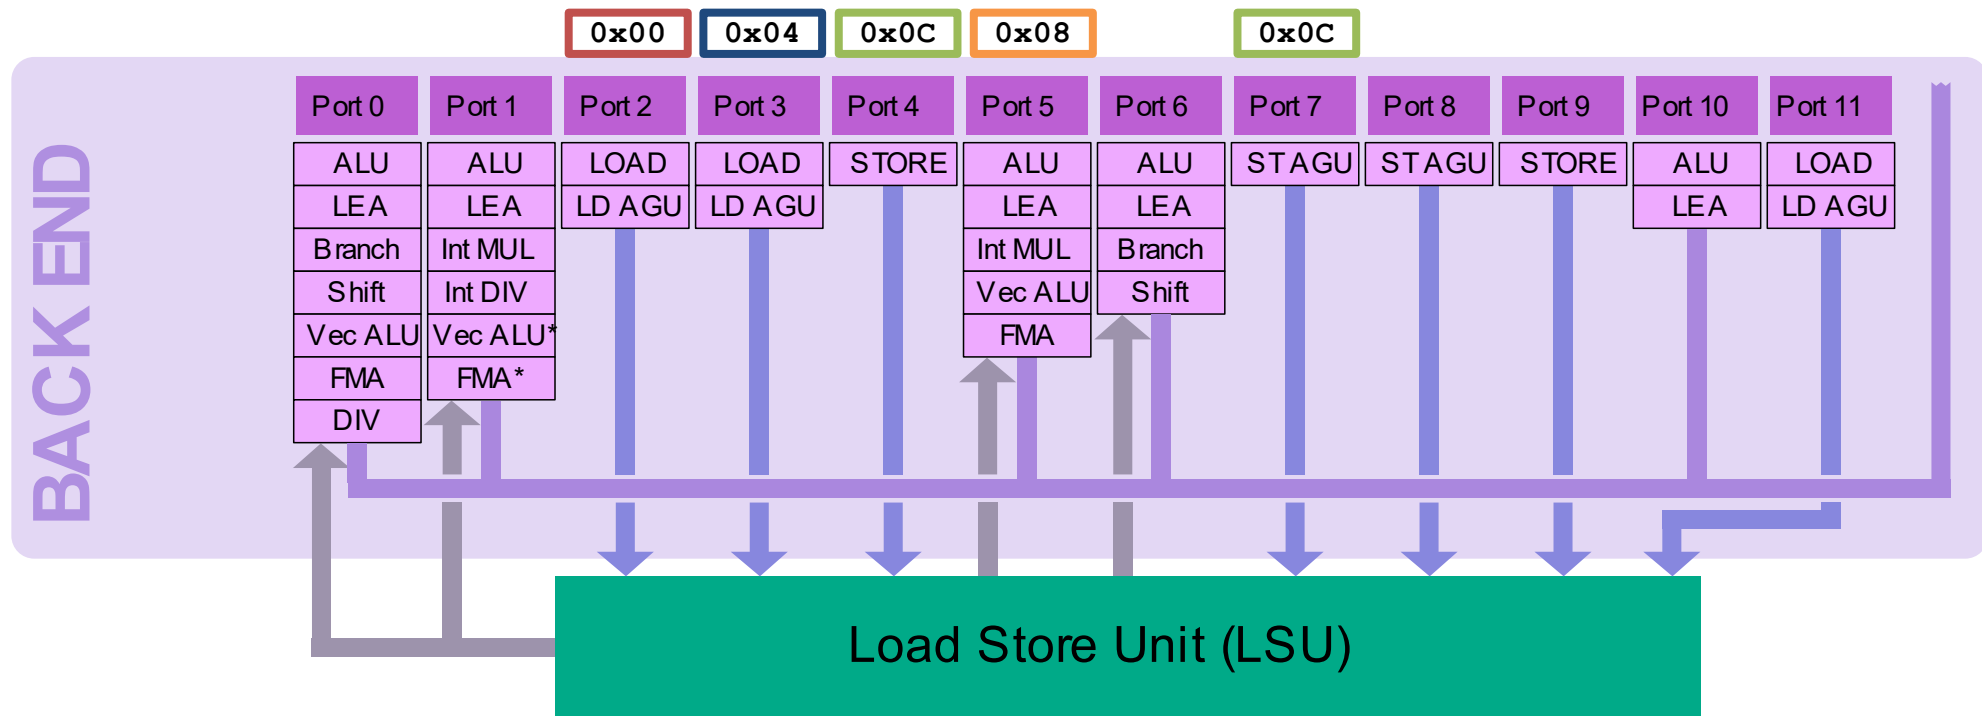 0x00 0x04 0x0C 0x08 0x0C
Port 0 Port 1 Port 2 Port 3 Port 4 Port 5 Port 6 Port 7 Port 8 Port 9 Port 10 Port 11
ALU ALU LOAD LOAD STORE ALU ALU ST AGU ST AGU STORE ALU LOAD
LEA LEA LD AGU LD AGU LEA LEA LEA LD AGU
Branch Int MUL Int MUL Branch
Shift Int DIV Vec ALU Shift
Vec ALU Vec ALU* FMA
FMA FMA*
DIV
BACK END
Load Store Unit (LSU)